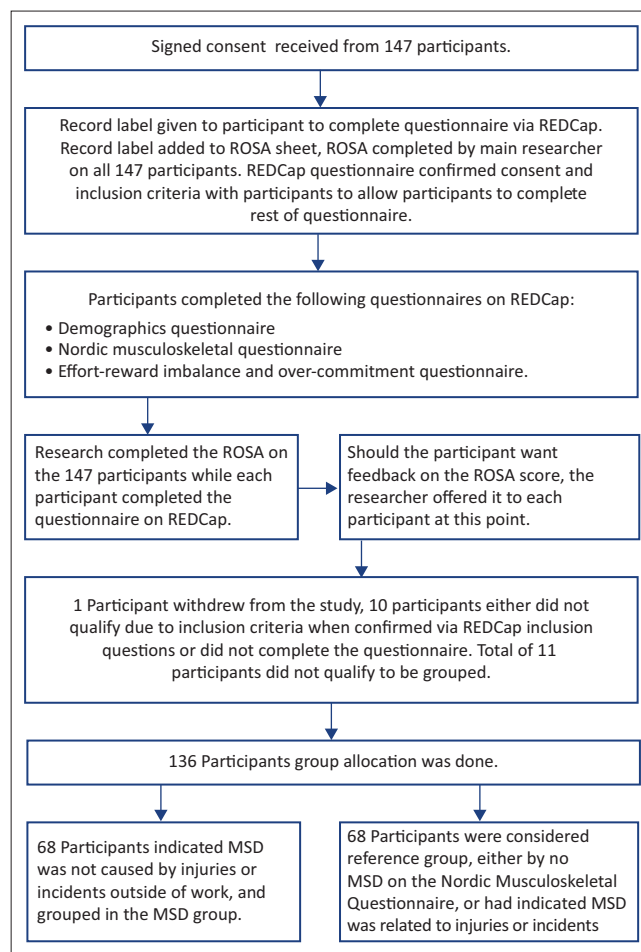 Signed consent received from 147 participants.
Record label given to participant to complete questionnaire via REDCap.
Record label added to ROSA sheet, ROSA completed by main researcher
on all 147 participants. REDCap questionnaire confirmed consent and
inclusion criteria with participants to allow participants to complete
rest of questionnaire.
Participants completed the following questionnaires on REDCap:
• Demographics questionnaire
• Nordic musculoskeletal questionnaire
• Effort-reward imbalance and over-commitment questionnaire.
Research completed the ROSA on
the 147 participants while each
participant completed the
questionnaire on REDCap.
Should the participant want
feedback on the ROSA score, the
researcher offered it to each
participant at this point.
1 Participant withdrew from the study, 10 participants either did not
qualify due to inclusion criteria when confirmed via REDCap inclusion
questions or did not complete the questionnaire. Total of 11
participants did not qualify to be grouped.
136 Participants group allocation was done.
68 Participants indicated MSD
was not caused by injuries or
incidents outside of work, and
grouped in the MSD group.
68 Participants were considered
reference group, either by no
MSD on the Nordic Musculoskeletal
Questionnaire, or had indicated MSD
was related to injuries or incidents